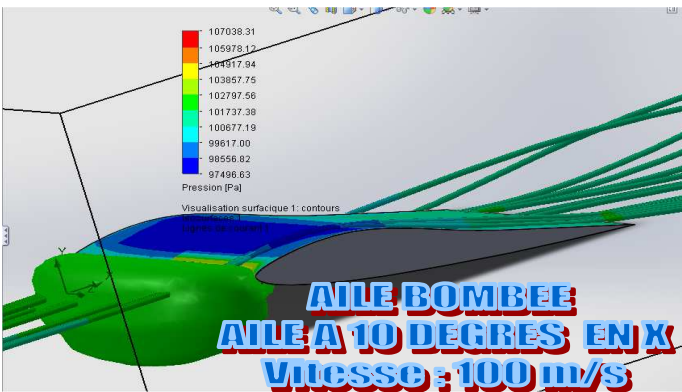 107038.31
105978.12
104917.94
103857.75
102797.56
101737.38
100677.19
99617.00
98556.82
97496.63
Pression [Pa]
Visualisation surfacique 1: contours
Y
X
AILE BOMBEE
AILE A 10 DEGRES EN X
Vitesse : 100 m/s